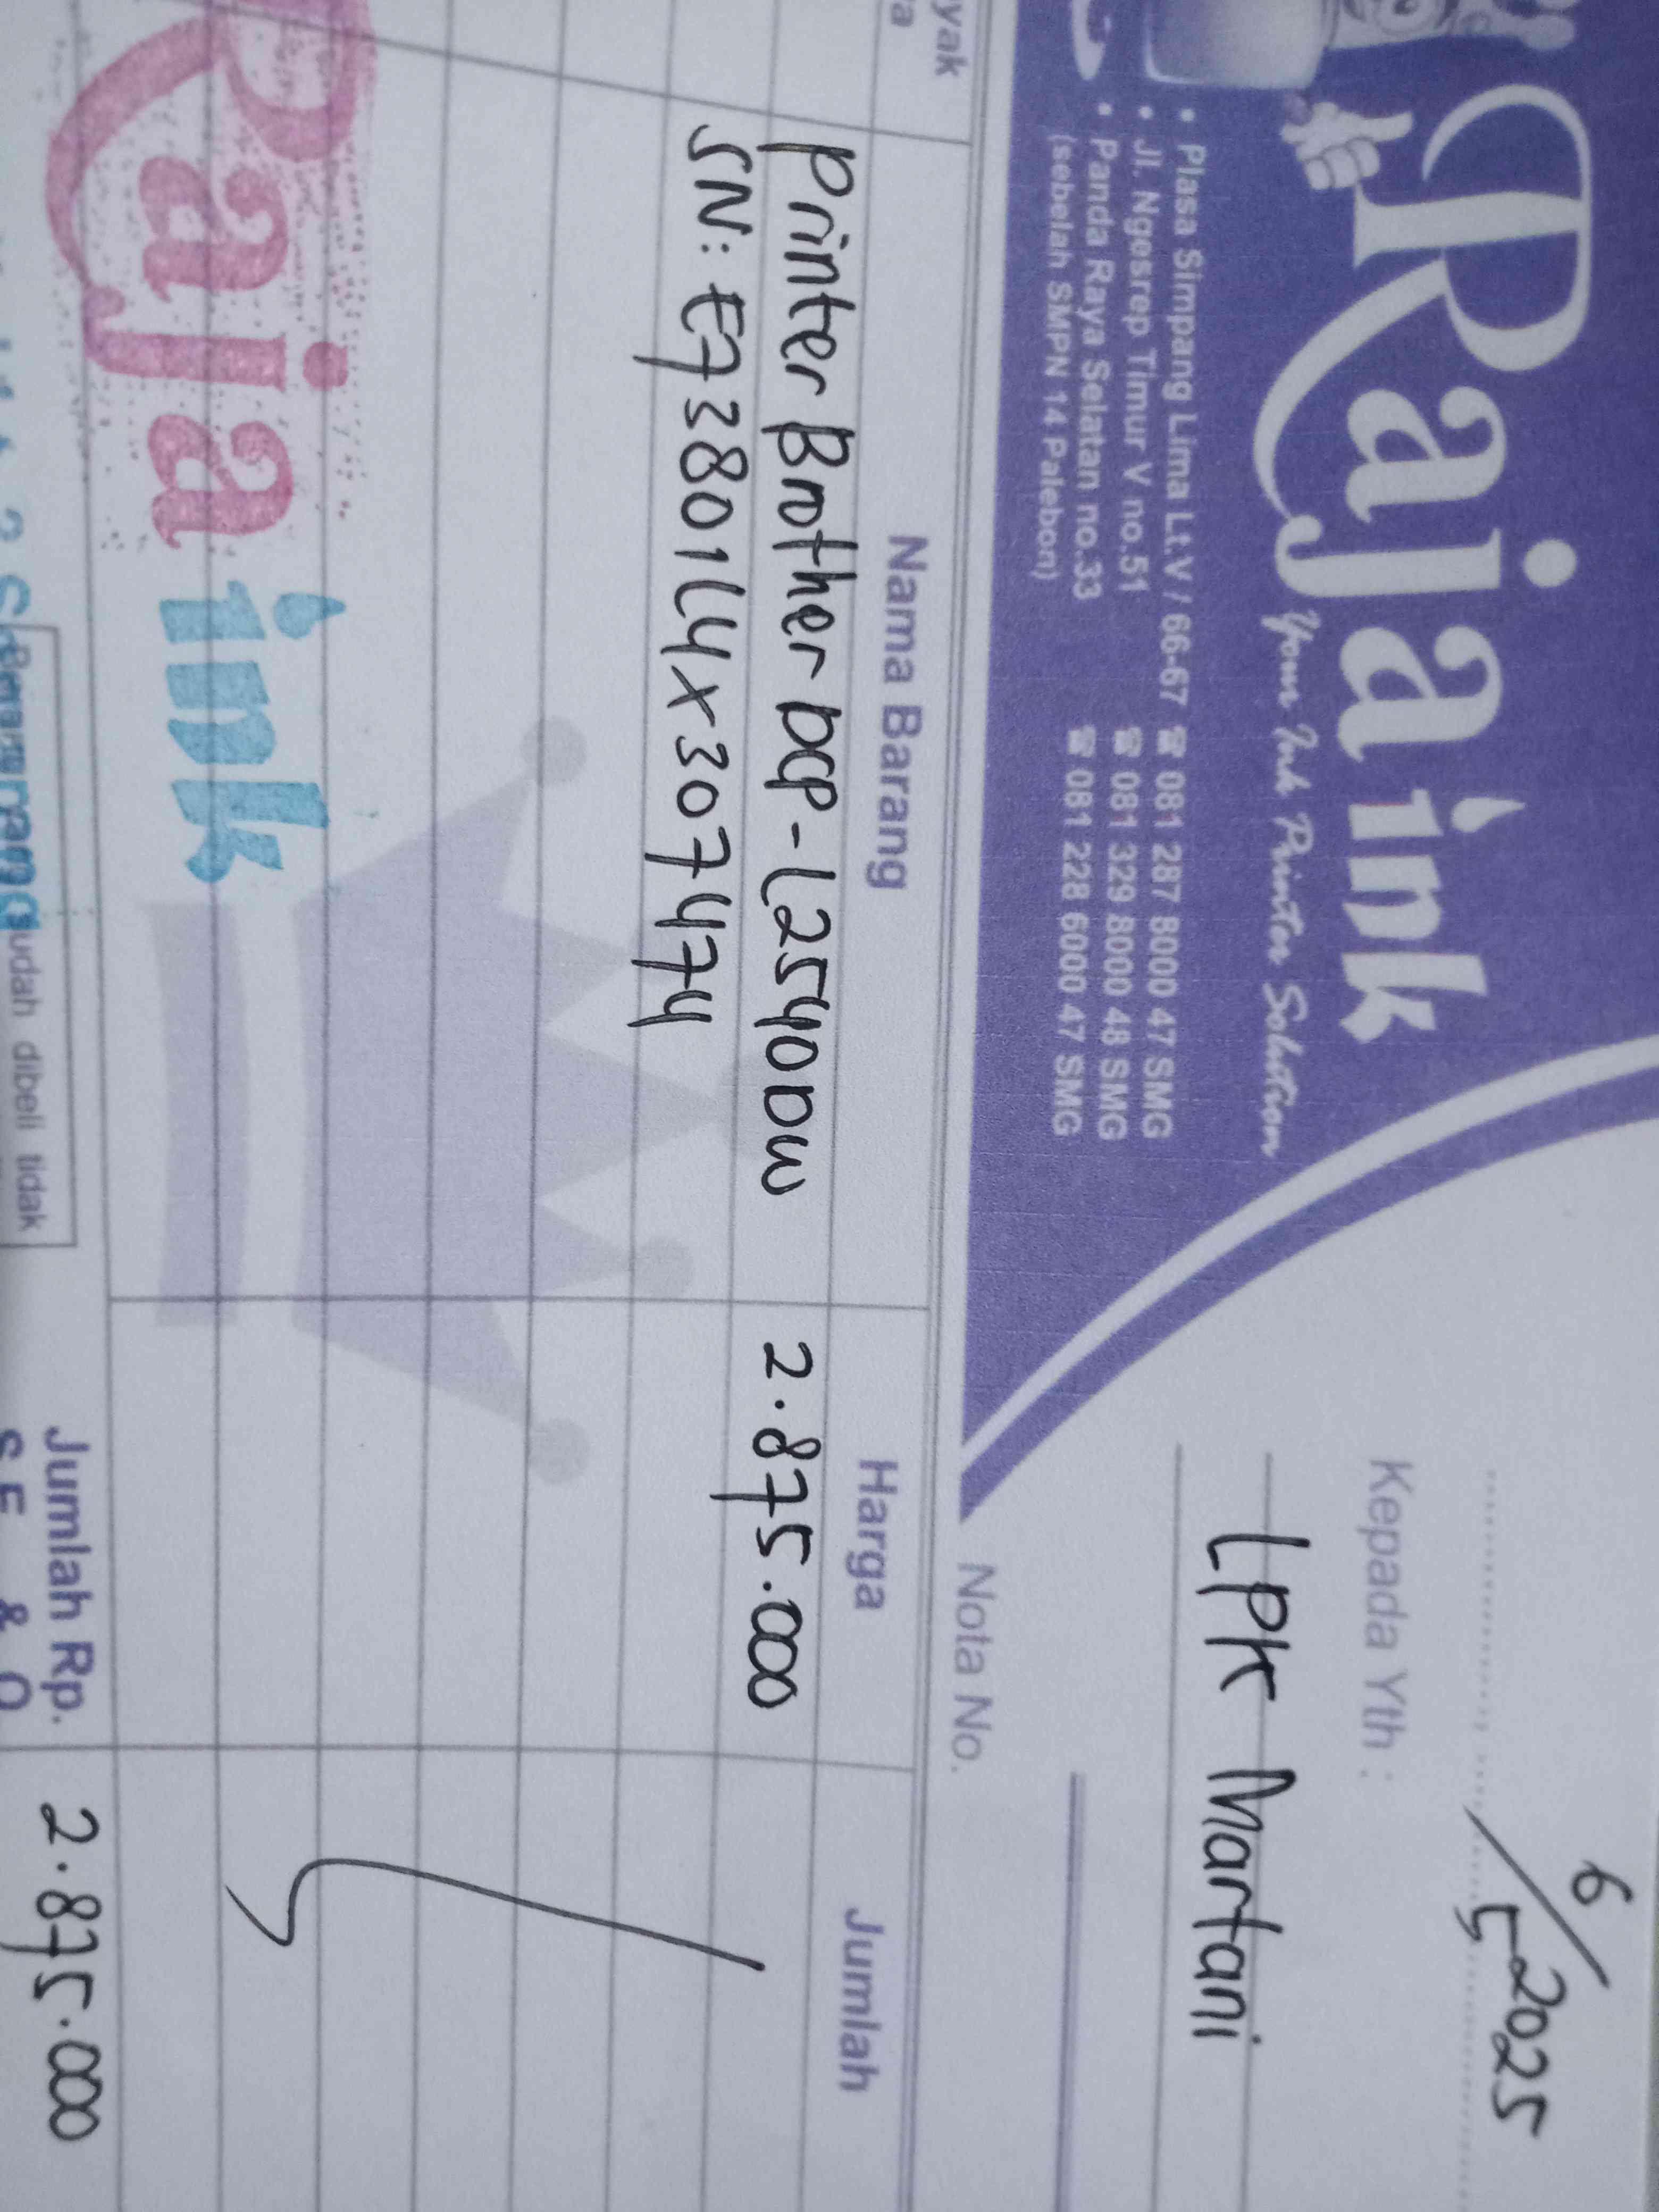 Raja ink
Your Ink Printer Solution
• Plasa Simpang Lima Lt.V / 66-67 ☎ 081 287 8000 47 SMG
• Jl. Ngesrep Timur V no.51 ☎ 081 329 8000 48 SMG
• Panda Raya Selatan no.33 ☎ 081 228 6000 47 SMG
(sebelah SMPN 14 Palebon)
6/5 2025
Kepada Yth :
LPK Martani
Nota No.
yak
a
Nama Barang Harga Jumlah
Printer Brother DCP-L2540DW 2.875.000
SN: E73801L4X307474
Raja ink
Jumlah Rp. 2.875.000
Semarang
sudah dibeli tidak